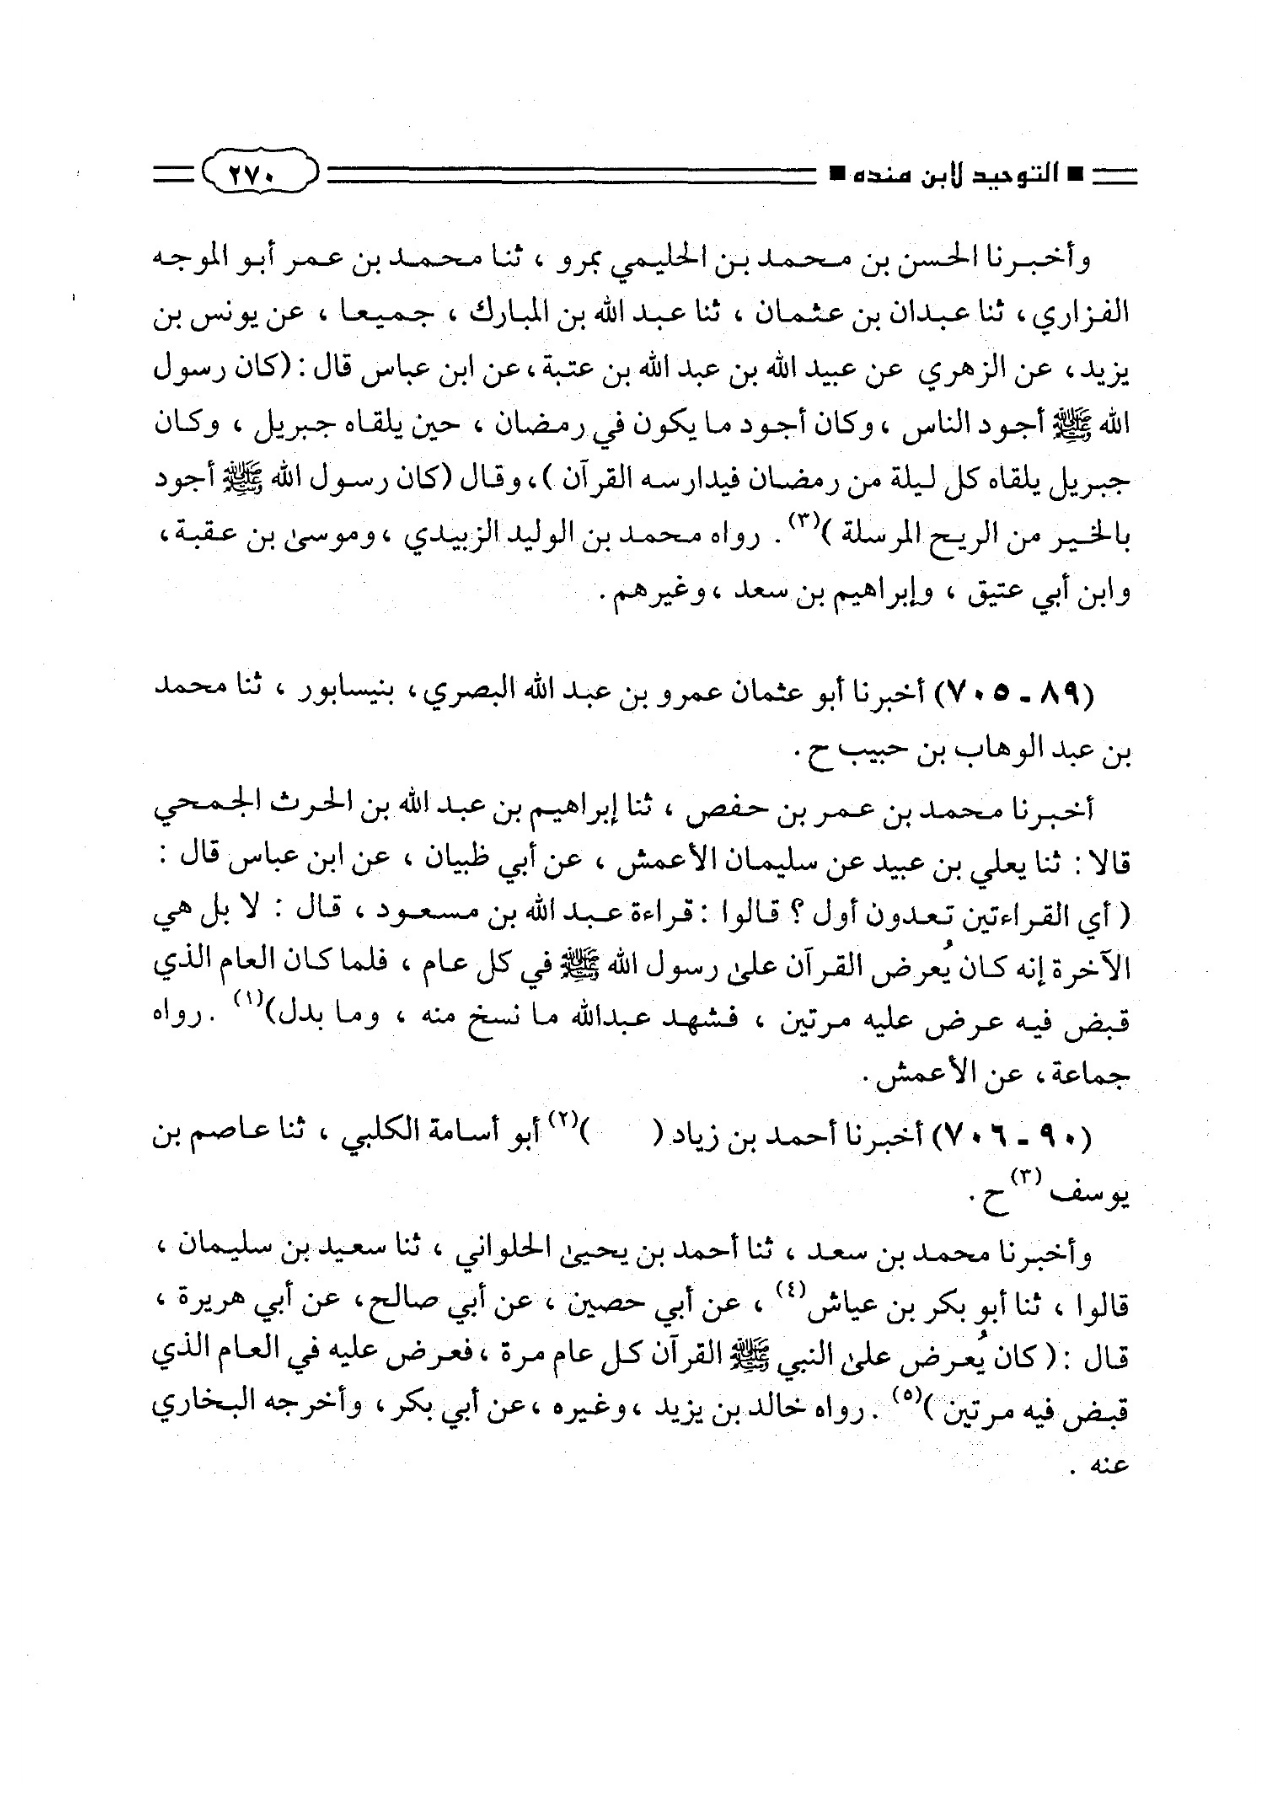 ■ التوحيد لابن منده ■ ٢٧٠
وأخبرنا الحسن بن محمد بن الحليمي بمرو ، ثنا محمد بن عمر أبو الموجه
الفزاري، ثنا عبدان بن عثمان ، ثنا عبد الله بن المبارك ، جميعا ، عن يونس بن
يزيد، عن الزهري عن عبيد الله بن عبد الله بن عتبة، عن ابن عباس قال : (كان رسول
الله ﷺ أجود الناس ، وكان أجود ما يكون في رمضان ، حين يلقاه جبريل ، وكان
جبريل يلقاه كل ليلة من رمضان فيدارسه القرآن )، وقال (كان رسول الله ﷺ أجود
بالخير من الريح المرسلة )(٣). رواه محمد بن الوليد الزبيدي ، وموسىٰ بن عقبة،
وابن أبي عتيق ، وإبراهيم بن سعد ، وغيرهم .
(٨٩ - ٧٠٥) أخبرنا أبو عثمان عمرو بن عبد الله البصري، بنيسابور ، ثنا محمد
بن عبد الوهاب بن حبيب ح .
أخبرنا محمد بن عمر بن حفص ، ثنا إبراهيم بن عبد الله بن الحرث الجمحي
قالا : ثنا يعلي بن عبيد عن سليمان الأعمش ، عن أبي ظبيان ، عن ابن عباس قال :
( أي القراءتين تعدون أول ؟ قالوا : قراءة عبد الله بن مسعود ، قال : لا بل هي
الآخرة إنه كان يُعرض القرآن علىٰ رسول الله ﷺ في كل عام ، فلما كان العام الذي
قبض فيه عرض عليه مرتين ، فشهد عبدالله ما نسخ منه ، وما بدل)(١) .رواه
جماعة، عن الأعمش.
(٩٠ - ٧٠٦) أخبرنا أحمد بن زياد ( )(٢) أبو أسامة الكلبي ، ثنا عاصم بن
يوسف (٣) ح .
وأخبرنا محمد بن سعد ، ثنا أحمد بن يحيىٰ الحلواني ، ثنا سعيد بن سليمان ،
قالوا ، ثنا أبو بكر بن عياش(٤) ، عن أبي حصين ، عن أبي صالح، عن أبي هريرة ،
قال : ( كان يُعرض علىٰ النبي ﷺ القرآن كل عام مرة ، فعرض عليه في العام الذي
قبض فيه مرتين )(٥) . رواه خالد بن يزيد ، وغيره ، عن أبي بكر ، وأخرجه البخاري
عنه .